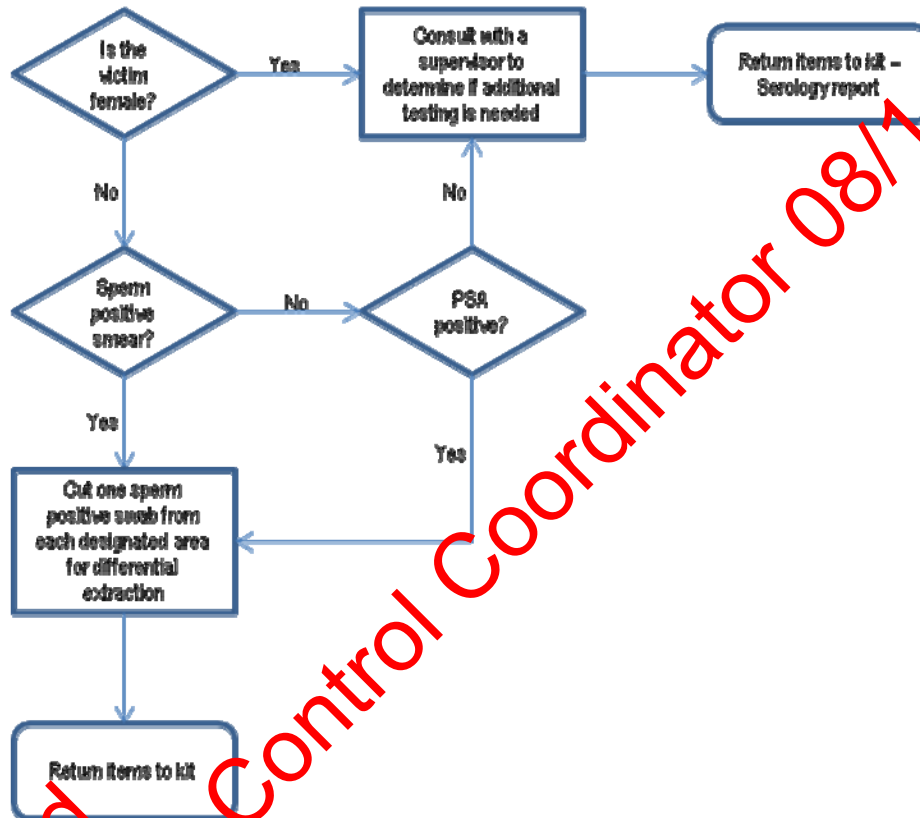 Is the
victim
female?
Yes
Consult with a
supervisor to
determine if additional
testing is needed
Return items to kit –
Serology report
No
No
Sperm
positive
smear?
No
PSA
positive?
Yes
Yes
Cut one sperm
positive swab from
each designated area
for differential
extraction
Return items to kit
Control Coordinator 08/1